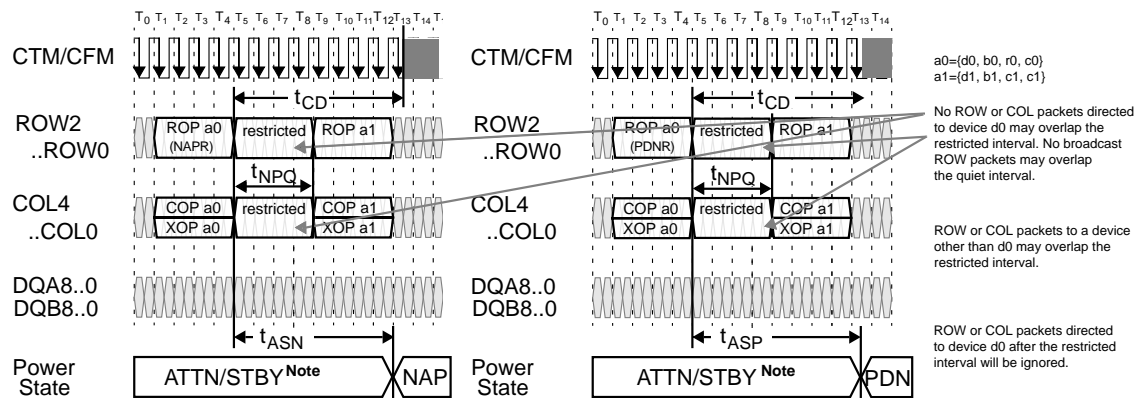 T0 T1 T2 T3 T4 T5 T6 T7 T8 T9 T10 T11 T12 T13 T14
CTM/CFM
tCD
ROW2
..ROW0
ROP a0
(NAPR)
restricted
ROP a1
tNPQ
COL4
..COL0
COP a0
XOP a0
restricted
COP a1
XOP a1
DQA8..0
DQB8..0
tASN
Power
State
ATTN/STBY Note
NAP
T0 T1 T2 T3 T4 T5 T6 T7 T8 T9 T10 T11 T12 T13 T14
CTM/CFM
tCD
ROW2
..ROW0
ROP a0
(PDNR)
restricted
ROP a1
tNPQ
COL4
..COL0
COP a0
XOP a0
restricted
COP a1
XOP a1
DQA8..0
DQB8..0
tASP
Power
State
ATTN/STBY Note
PDN
a0={d0, b0, r0, c0}
a1={d1, b1, c1, c1}
No ROW or COL packets directed
to device d0 may overlap the
restricted interval. No broadcast
ROW packets may overlap
the quiet interval.
ROW or COL packets to a device
other than d0 may overlap the
restricted interval.
ROW or COL packets directed
to device d0 after the restricted
interval will be ignored.